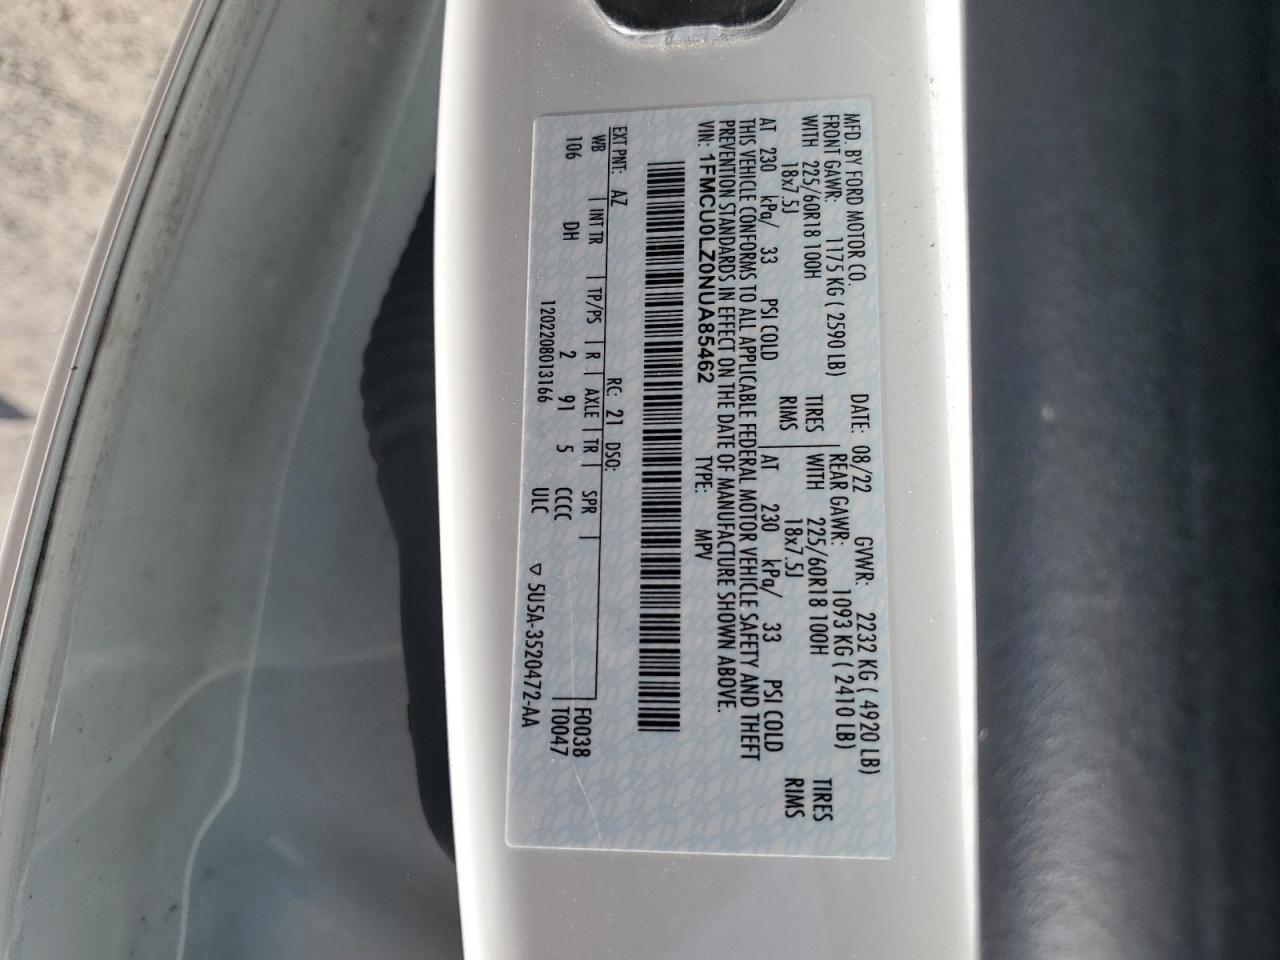 MFD. BY FORD MOTOR CO. DATE: 08/22 GVWR: 2232 KG ( 4920 LB)
FRONT GAWR: 1175 KG ( 2590 LB) REAR GAWR: 1093 KG ( 2410 LB)
WITH 225/60R18 100H TIRES WITH 225/60R18 100H TIRES
18x7.5J RIMS 18x7.5J RIMS
AT 230 kPa/ 33 PSI COLD AT 230 kPa/ 33 PSI COLD
THIS VEHICLE CONFORMS TO ALL APPLICABLE FEDERAL MOTOR VEHICLE SAFETY AND THEFT
PREVENTION STANDARDS IN EFFECT ON THE DATE OF MANUFACTURE SHOWN ABOVE.
VIN: 1FMCU0LZ0NUA85462 TYPE: MPV
EXT PNT: AZ RC: 21 DSO: F0038
WB INT TR TP/PS R AXLE TR SPR T0047
106 DH 2 91 5 CCCC
1202208013166 ULC ▽ 5U5A-3520472-AA